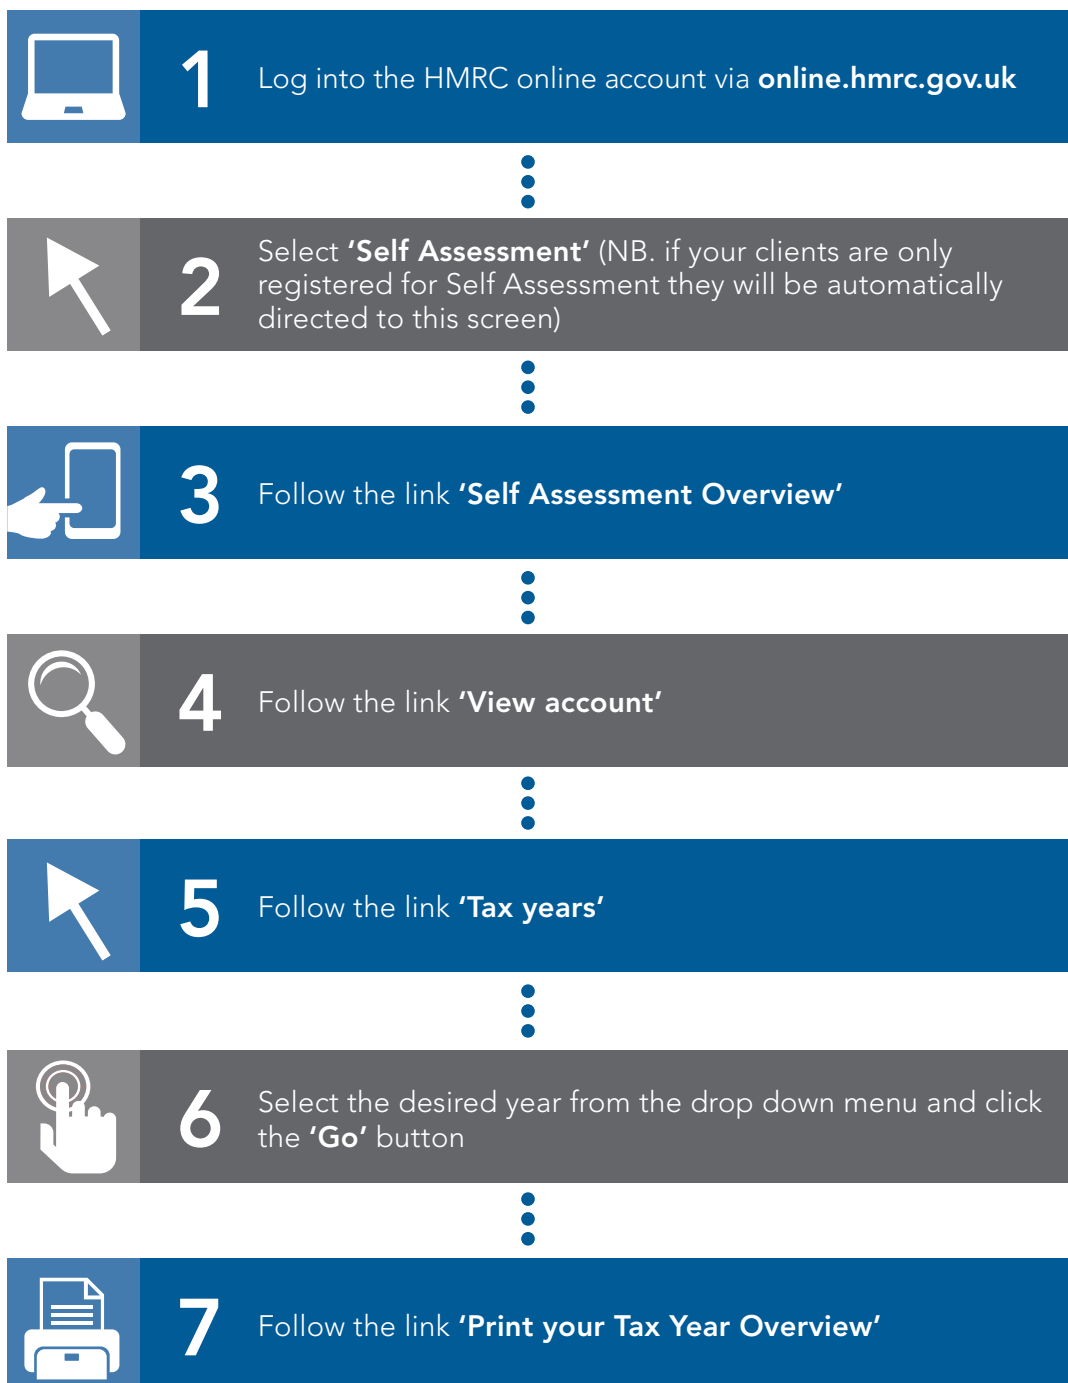 1
Log into the HMRC online account via online.hmrc.gov.uk
2
Select ‘Self Assessment’ (NB. if your clients are only
registered for Self Assessment they will be automatically
directed to this screen)
3
Follow the link ‘Self Assessment Overview’
4
Follow the link ‘View account’
5
Follow the link ‘Tax years’
6
Select the desired year from the drop down menu and click
the ‘Go’ button
7
Follow the link ‘Print your Tax Year Overview’